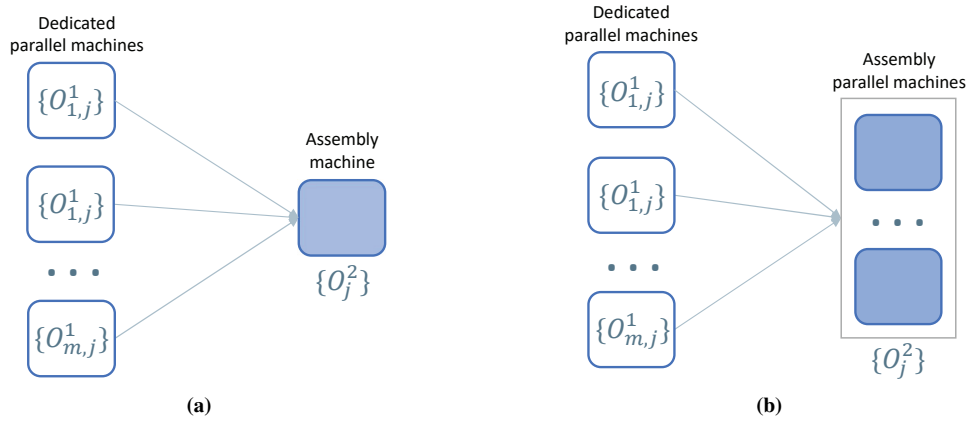 Dedicated
parallel machines
{O^1_{1,j}}
{O^1_{1,j}}
. . .
{O^1_{m,j}}
Assembly
machine
{O^2_j}
(a)
Dedicated
parallel machines
{O^1_{1,j}}
{O^1_{1,j}}
. . .
{O^1_{m,j}}
Assembly
parallel machines
. . .
{O^2_j}
(b)